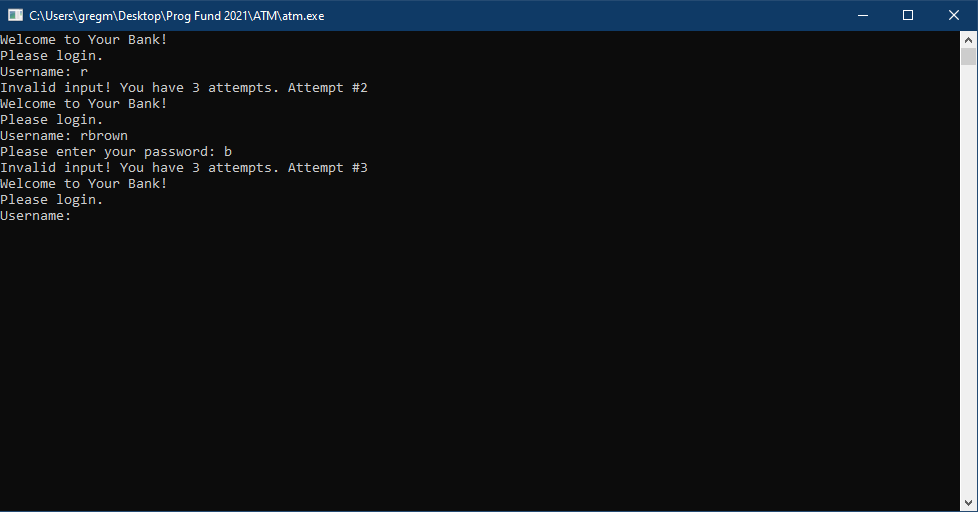 C:\Users\gregm\Desktop\Prog Fund 2021\ATM\atm.exe
Welcome to Your Bank!
Please login.
Username: r
Invalid input! You have 3 attempts. Attempt #2
Welcome to Your Bank!
Please login.
Username: rbrown
Please enter your password: b
Invalid input! You have 3 attempts. Attempt #3
Welcome to Your Bank!
Please login.
Username: